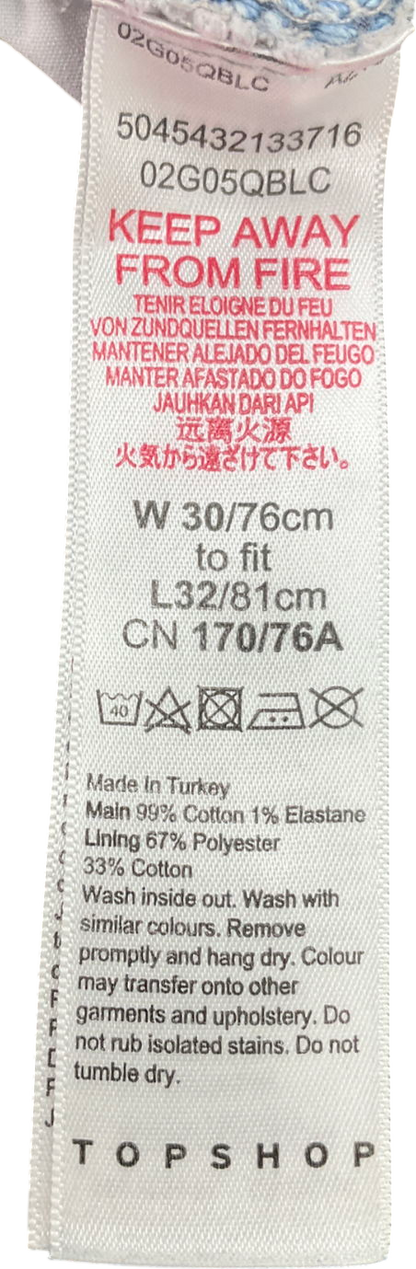 02G05QBLC
5045432133716
02G05QBLC
KEEP AWAY
FROM FIRE
TENIR ELOIGNE DU FEU
VON ZUNDQUELLEN FERNHALTEN
MANTENER ALEJADO DEL FEUGO
MANTER AFASTADO DO FOGO
JAUHKAN DARI API
远离火源
火気から遠ざけて下さい。
W 30/76cm
to fit
L32/81cm
CN 170/76A
40
Made In Turkey
Main 99% Cotton 1% Elastane
Lining 67% Polyester
33% Cotton
Wash inside out. Wash with
similar colours. Remove
promptly and hang dry. Colour
may transfer onto other
garments and upholstery. Do
not rub isolated stains. Do not
tumble dry.
TOPSHOP